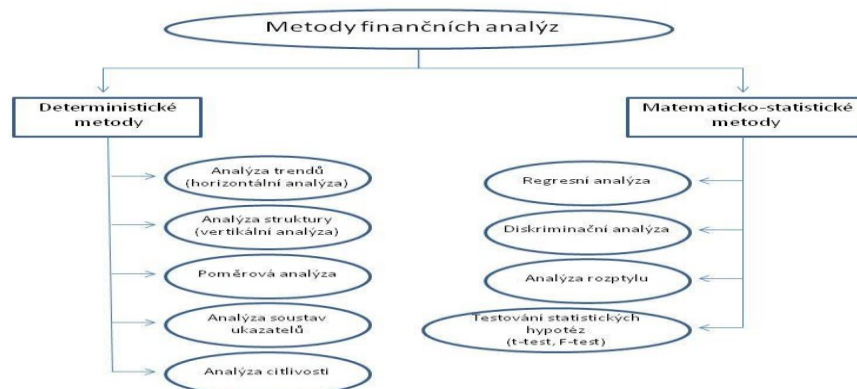 Metody finančních analýz
Deterministické
metody
Analýza trendů
(horizontální analýza)
Analýza struktury
(vertikální analýza)
Poměrová analýza
Analýza soustav
ukazatelů
Analýza citlivosti
Matematicko-statistické
metody
Regresní analýza
Diskriminační analýza
Analýza rozptylu
Testování statistických
hypotéz
(t-test, F-test)